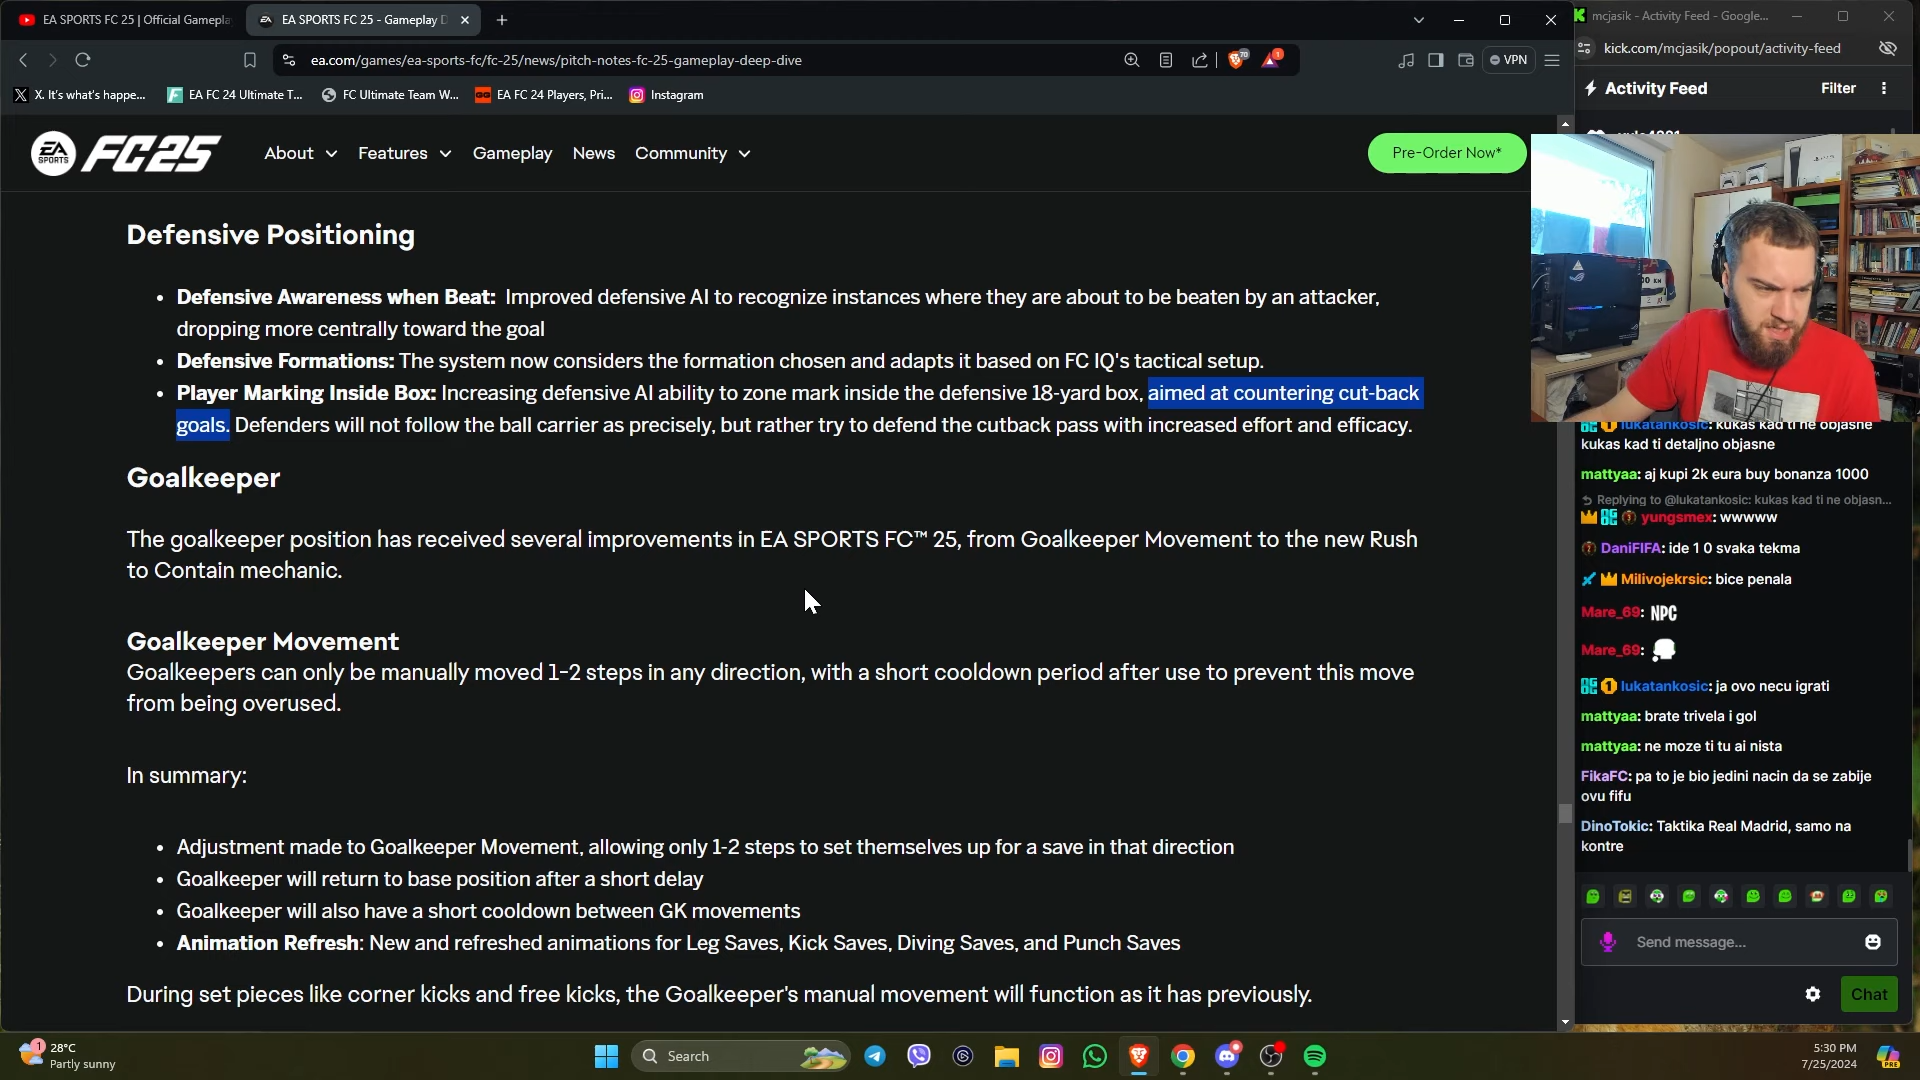 EA SPORTS FC 25 | Official Gamepla
EA SPORTS FC 25 - Gameplay D
mcjasik - Activity Feed - Google...
ea.com/games/ea-sports-fc/fc-25/news/pitch-notes-fc-25-gameplay-deep-dive
VPN
kick.com/mcjasik/popout/activity-feed
X. It's what's happe...
EA FC 24 Ultimate T...
FC Ultimate Team W...
EA FC 24 Players, Pri...
Instagram
Activity Feed
Filter
EA SPORTS FC25
About
Features
Gameplay
News
Community
Pre-Order Now*
Defensive Positioning
• Defensive Awareness when Beat: Improved defensive AI to recognize instances where they are about to be beaten by an attacker,
dropping more centrally toward the goal
• Defensive Formations: The system now considers the formation chosen and adapts it based on FC IQ's tactical setup.
• Player Marking Inside Box: Increasing defensive AI ability to zone mark inside the defensive 18-yard box, aimed at countering cut-back
goals. Defenders will not follow the ball carrier as precisely, but rather try to defend the cutback pass with increased effort and efficacy.
Goalkeeper
The goalkeeper position has received several improvements in EA SPORTS FC™ 25, from Goalkeeper Movement to the new Rush
to Contain mechanic.
Goalkeeper Movement
Goalkeepers can only be manually moved 1-2 steps in any direction, with a short cooldown period after use to prevent this move
from being overused.
In summary:
• Adjustment made to Goalkeeper Movement, allowing only 1-2 steps to set themselves up for a save in that direction
• Goalkeeper will return to base position after a short delay
• Goalkeeper will also have a short cooldown between GK movements
• Animation Refresh: New and refreshed animations for Leg Saves, Kick Saves, Diving Saves, and Punch Saves
During set pieces like corner kicks and free kicks, the Goalkeeper's manual movement will function as it has previously.
lukatankosic: kukas kad ti ne objasne
kukas kad ti detaljno objasne
mattyaa: aj kupi 2k eura buy bonanza 1000
Replying to @lukatankosic: kukas kad ti ne objasn...
yungsmex: wwwww
DaniFIFA: ide 1 0 svaka tekma
Milivojekrsic: bice penala
Mare_69: NPC
Mare_69:
lukatankosic: ja ovo necu igrati
mattyaa: brate trivela i gol
mattyaa: ne moze ti tu ai nista
FikaFC: pa to je bio jedini nacin da se zabije
ovu fifu
DinoTokic: Taktika Real Madrid, samo na
kontre
Send message...
Chat
28°C
Partly sunny
Search
5:30 PM
7/25/2024